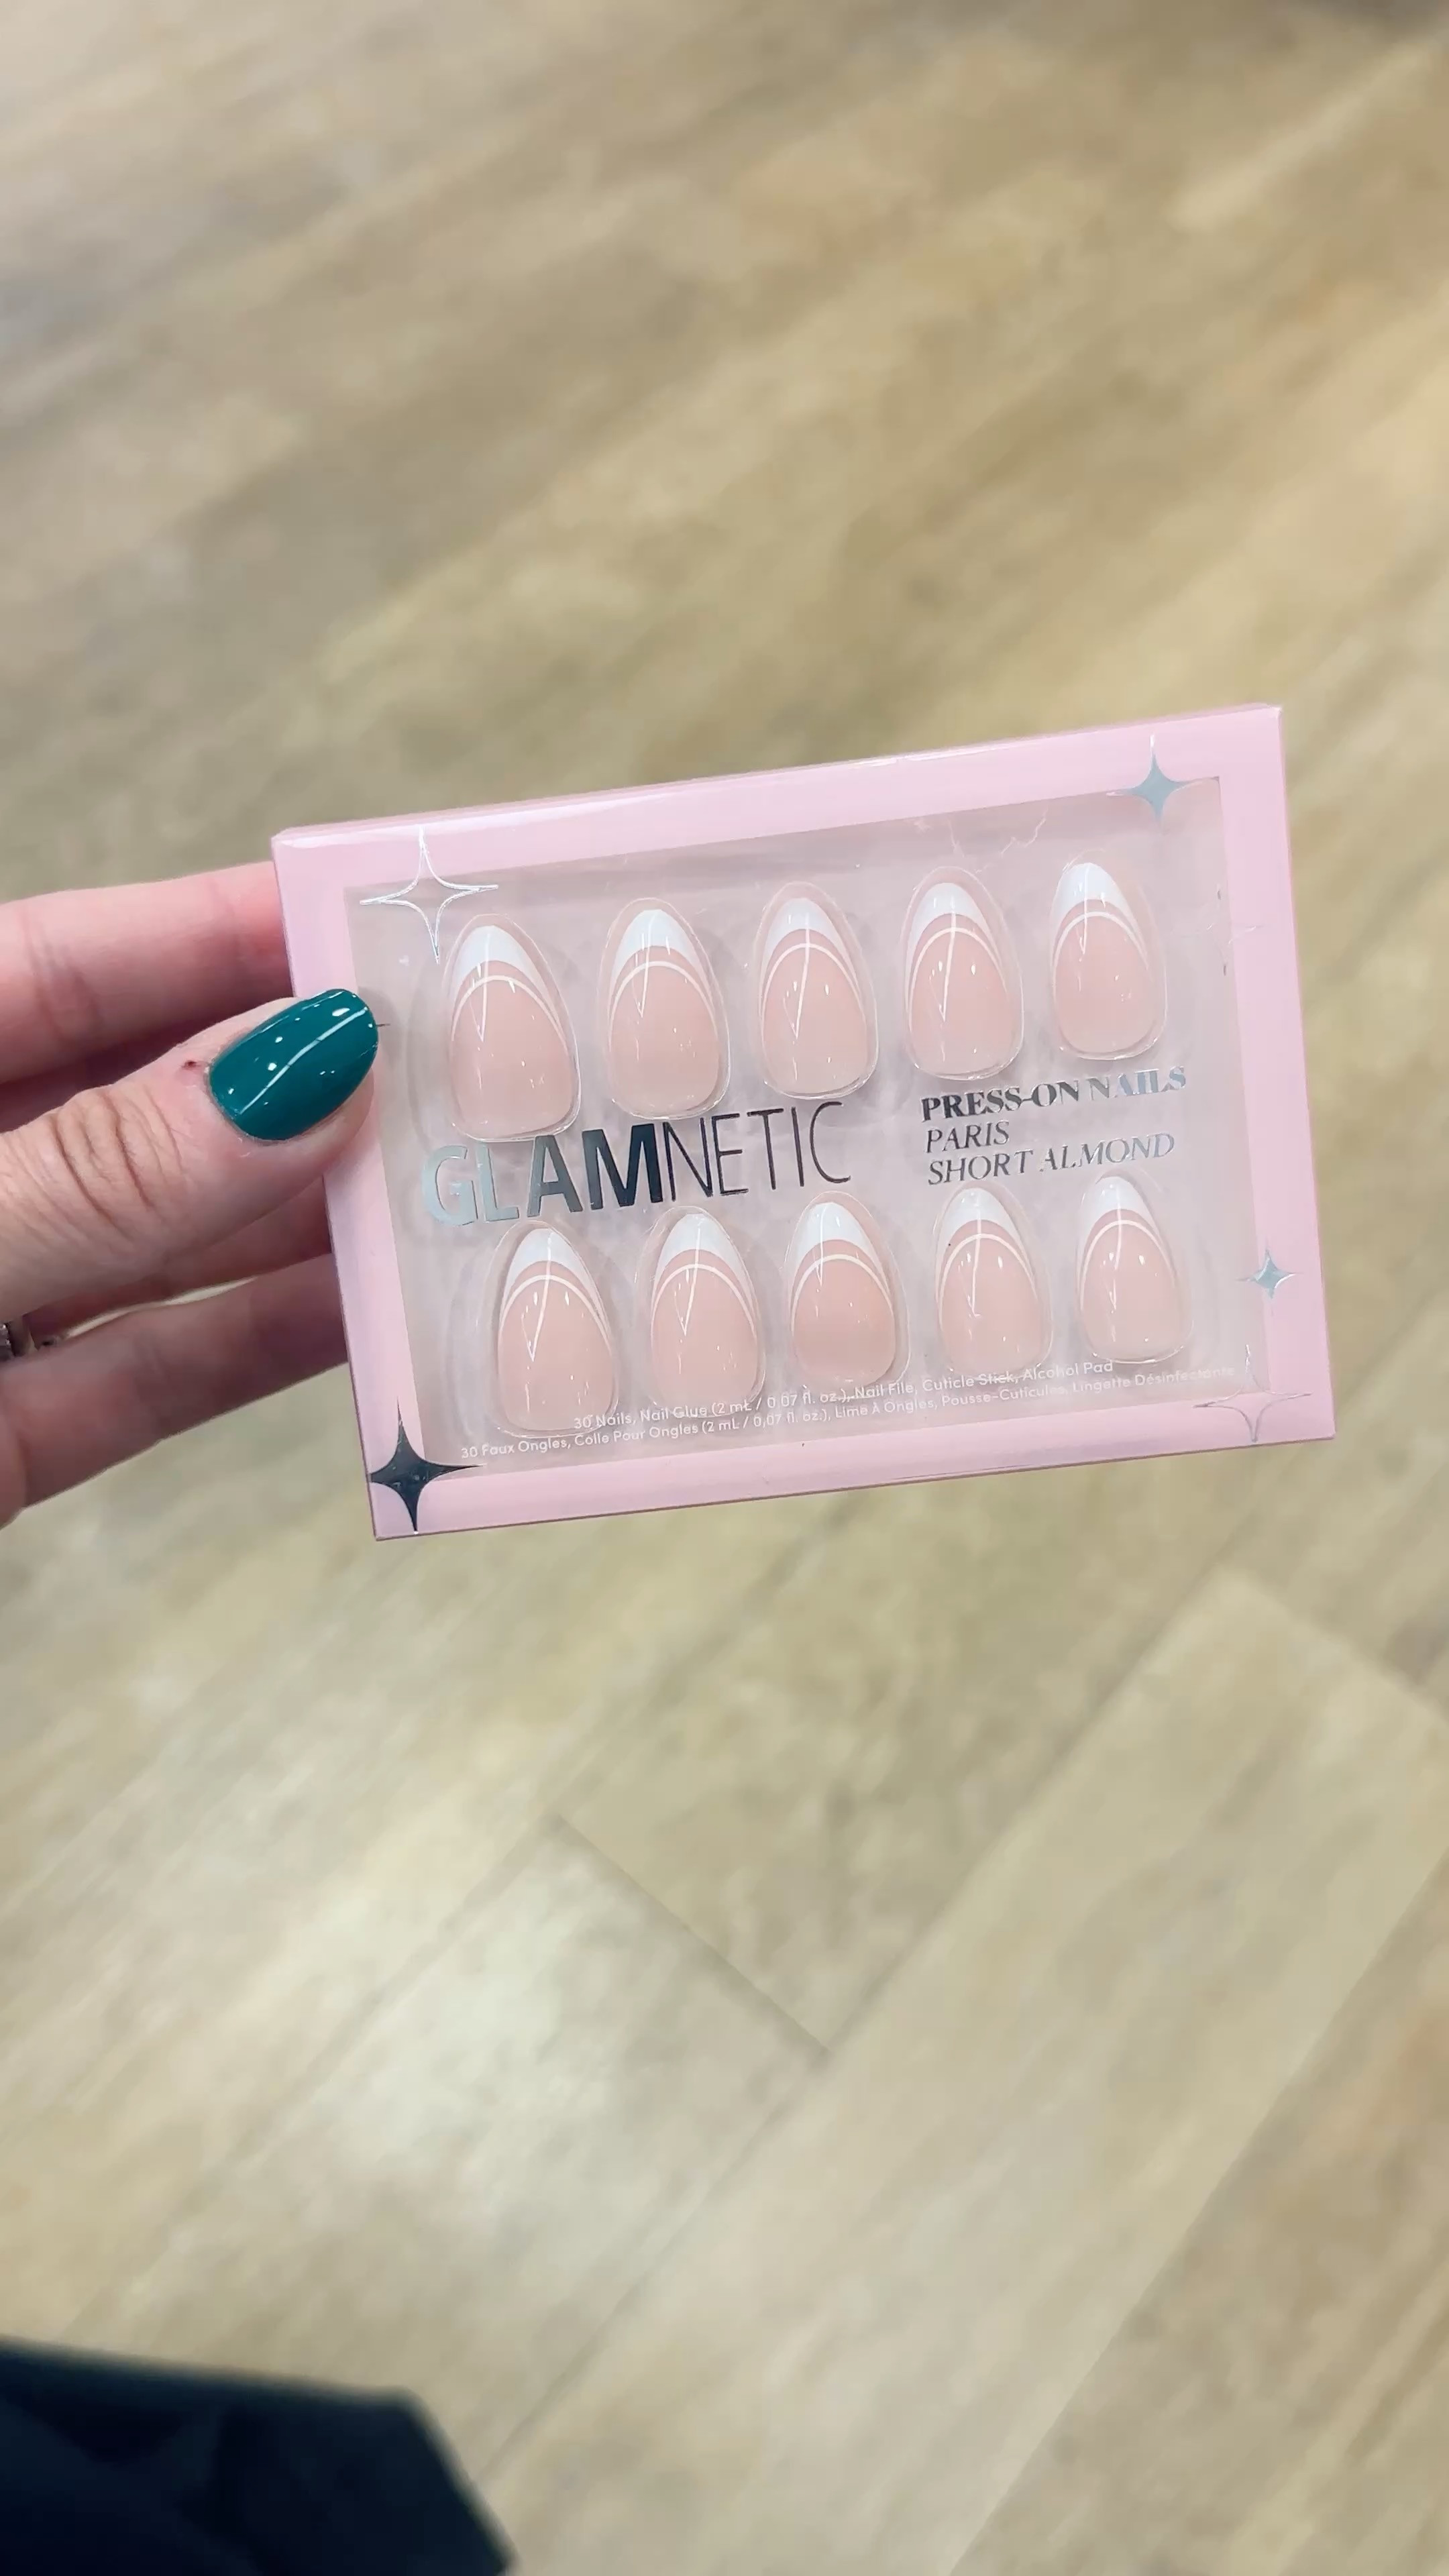 GLAMNETIC
PRESS-ON NAILS
PARIS
SHORT ALMOND
30 Nails, Nail Glue (2 mL / 0.07 fl. oz.), Nail File, Cuticle Stick, Alcohol Pad
30 Faux Ongles, Colle Pour Ongles (2 mL / 0,07 fl. oz.), Lime À Ongles, Pousse-Cuticules, Lingette Désinfectante